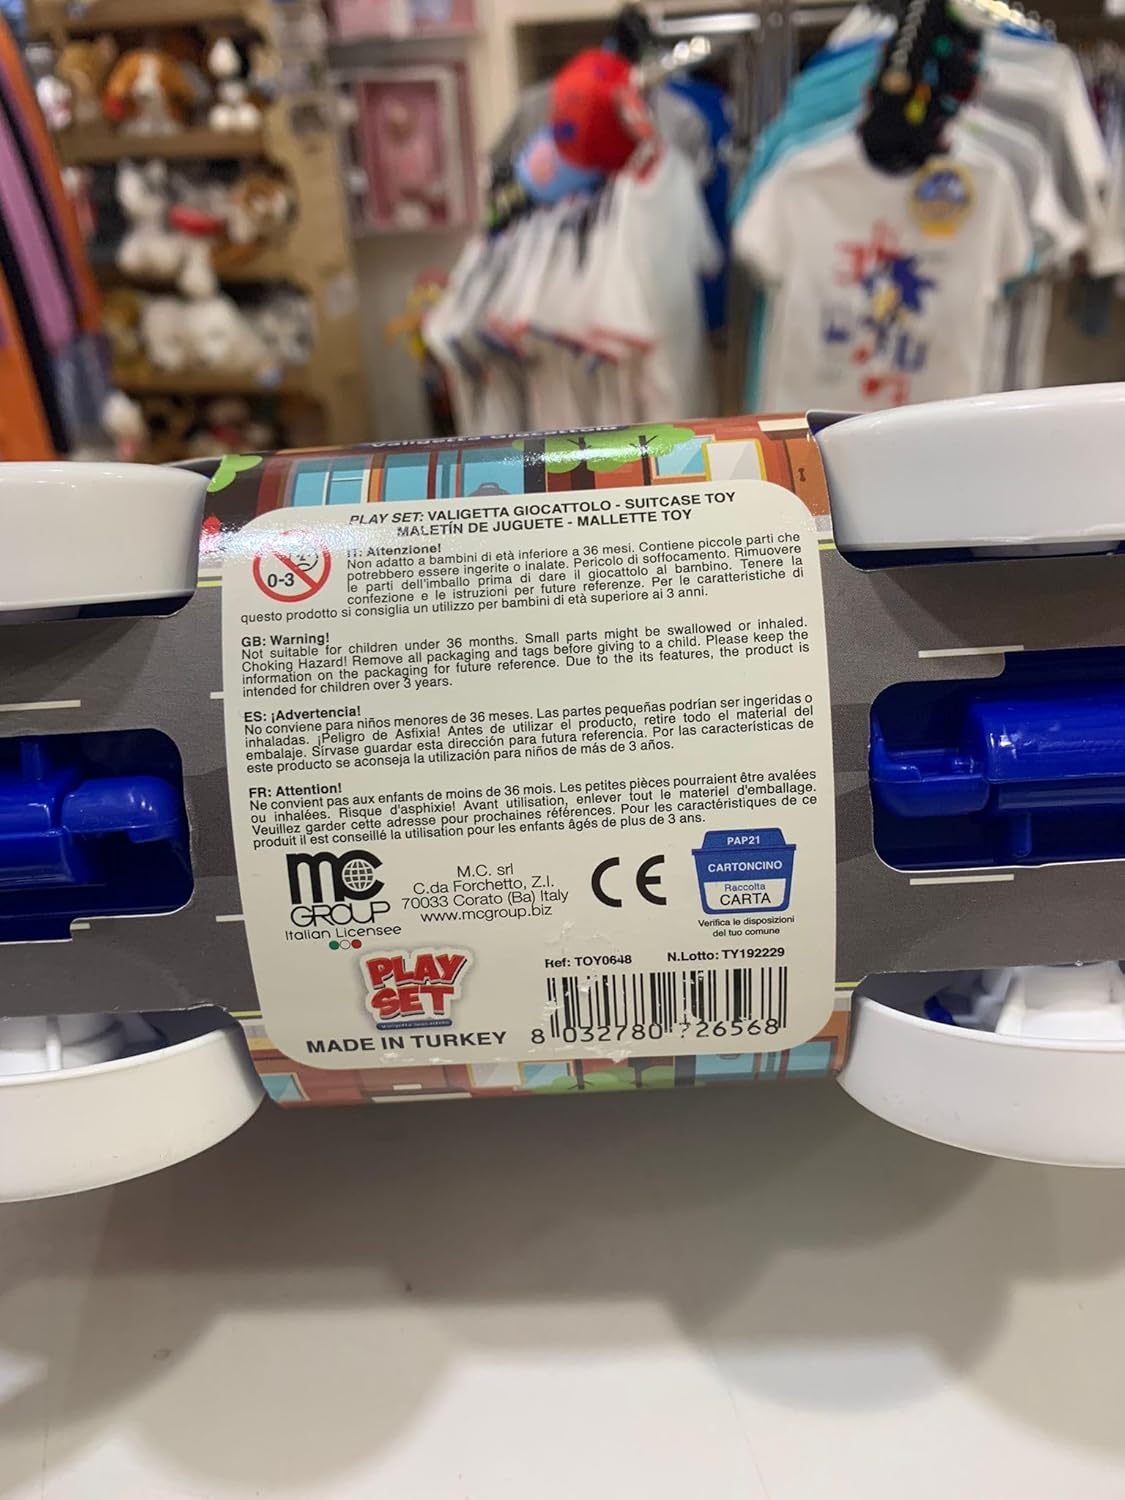 PLAY SET: VALIGETTA GIOCATTOLO - SUITCASE TOY
MALETÍN DE JUGUETE - MALLETTE TOY
0-3
IT: Attenzione!
Non adatto a bambini di età inferiore a 36 mesi. Contiene piccole parti che
potrebbero essere ingerite o inalate. Pericolo di soffocamento. Rimuovere
le parti dell'imballo prima di dare il giocattolo al bambino. Tenere la
confezione e le istruzioni per future referenze. Per le caratteristiche di
questo prodotto si consiglia un utilizzo per bambini di età superiore ai 3 anni.
GB: Warning!
Not suitable for children under 36 months. Small parts might be swallowed or inhaled.
Choking Hazard! Remove all packaging and tags before giving to a child. Please keep the
information on the packaging for future reference. Due to the its features, the product is
intended for children over 3 years.
ES: ¡Advertencia!
No conviene para niños menores de 36 meses. Las partes pequeñas podrían ser ingeridas o
inhaladas. ¡Peligro de Asfixia! Antes de utilizar el producto, retire todo el material del
embalaje. Sírvase guardar esta dirección para futura referencia. Por las características de
este producto se aconseja la utilización para niños de más de 3 años.
FR: Attention!
Ne convient pas aux enfants de moins de 36 mois. Les petites pièces pourraient être avalées
ou inhalées. Risque d'asphixie! Avant utilisation, enlever tout le materiel d'emballage.
Veuillez garder cette adresse pour prochaines références. Pour les caractéristiques de ce
produit il est conseillé la utilisation pour les enfants âgés de plus de 3 ans.
mc
GROUP
Italian Licensee
M.C. srl
C.da Forchetto, Z.I.
70033 Corato (Ba) Italy
www.mcgroup.biz
CE
PAP21
CARTONCINO
Raccolta
CARTA
Verifica le disposizioni
del tuo comune
PLAY
SET
Valigetta Giocattolo
MADE IN TURKEY
Ref: TOY0648 N.Lotto: TY192229
8 032780 726568